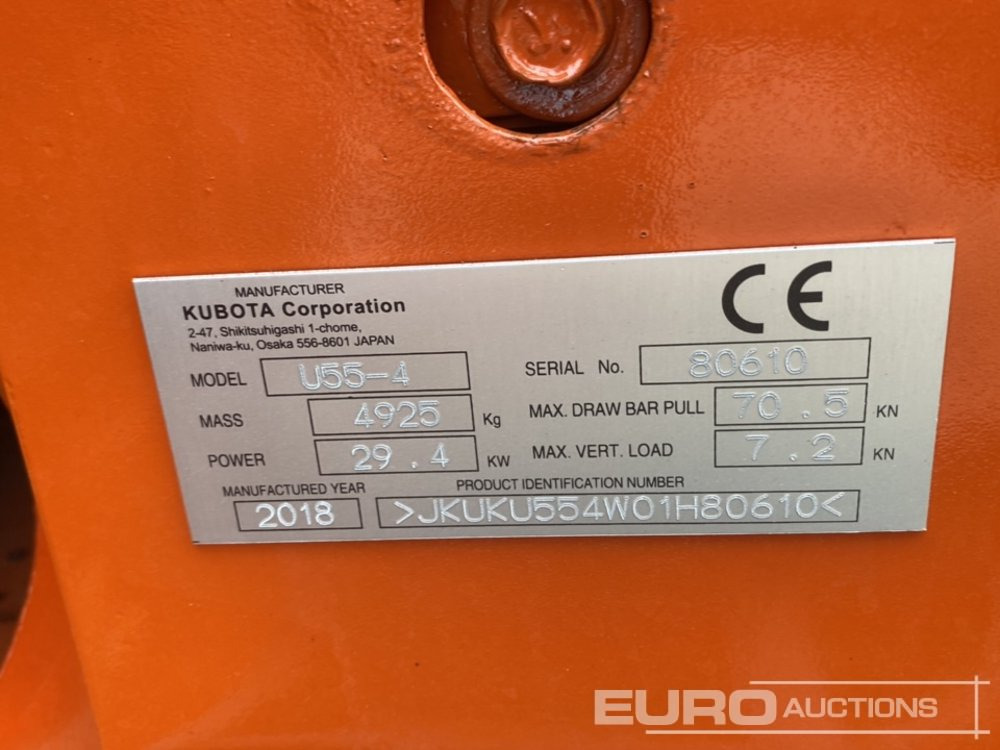 MANUFACTURER
KUBOTA Corporation
2-47, Shikitsuhigashi 1-chome,
Naniwa-ku, Osaka 556-8601 JAPAN
CE
MODEL U55-4
SERIAL No. 80610
MASS 4925 Kg
MAX. DRAW BAR PULL 70.5 KN
POWER 29.4 KW
MAX. VERT. LOAD 7.2 KN
MANUFACTURED YEAR 2018
PRODUCT IDENTIFICATION NUMBER
>JKUKU554W01H80610<
EURO AUCTIONS